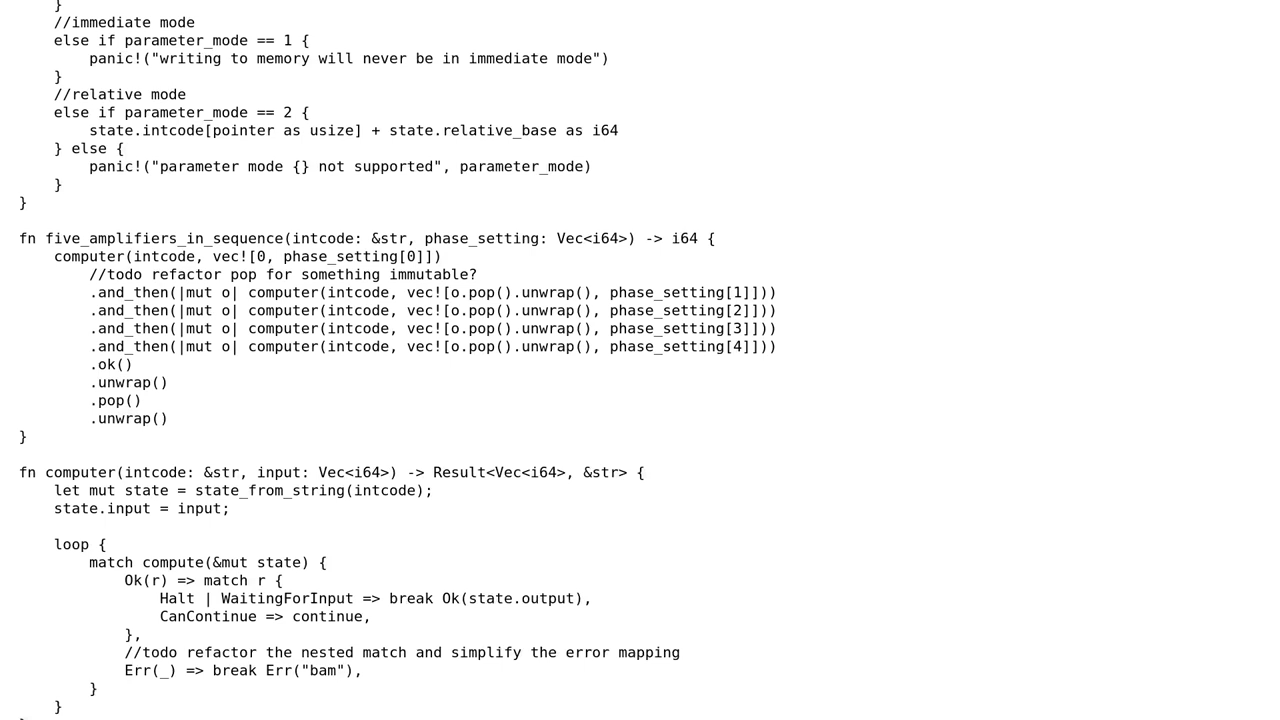 }
    //immediate mode
    else if parameter_mode == 1 {
        panic!("writing to memory will never be in immediate mode")
    }
    //relative mode
    else if parameter_mode == 2 {
        state.intcode[pointer as usize] + state.relative_base as i64
    } else {
        panic!("parameter mode {} not supported", parameter_mode)
    }
}

fn five_amplifiers_in_sequence(intcode: &str, phase_setting: Vec<i64>) -> i64 {
    computer(intcode, vec![0, phase_setting[0]])
        //todo refactor pop for something immutable?
        .and_then(|mut o| computer(intcode, vec![o.pop().unwrap(), phase_setting[1]]))
        .and_then(|mut o| computer(intcode, vec![o.pop().unwrap(), phase_setting[2]]))
        .and_then(|mut o| computer(intcode, vec![o.pop().unwrap(), phase_setting[3]]))
        .and_then(|mut o| computer(intcode, vec![o.pop().unwrap(), phase_setting[4]]))
        .ok()
        .unwrap()
        .pop()
        .unwrap()
}

fn computer(intcode: &str, input: Vec<i64>) -> Result<Vec<i64>, &str> {
    let mut state = state_from_string(intcode);
    state.input = input;

    loop {
        match compute(&mut state) {
            Ok(r) => match r {
                Halt | WaitingForInput => break Ok(state.output),
                CanContinue => continue,
            },
            //todo refactor the nested match and simplify the error mapping
            Err(_) => break Err("bam"),
        }
    }